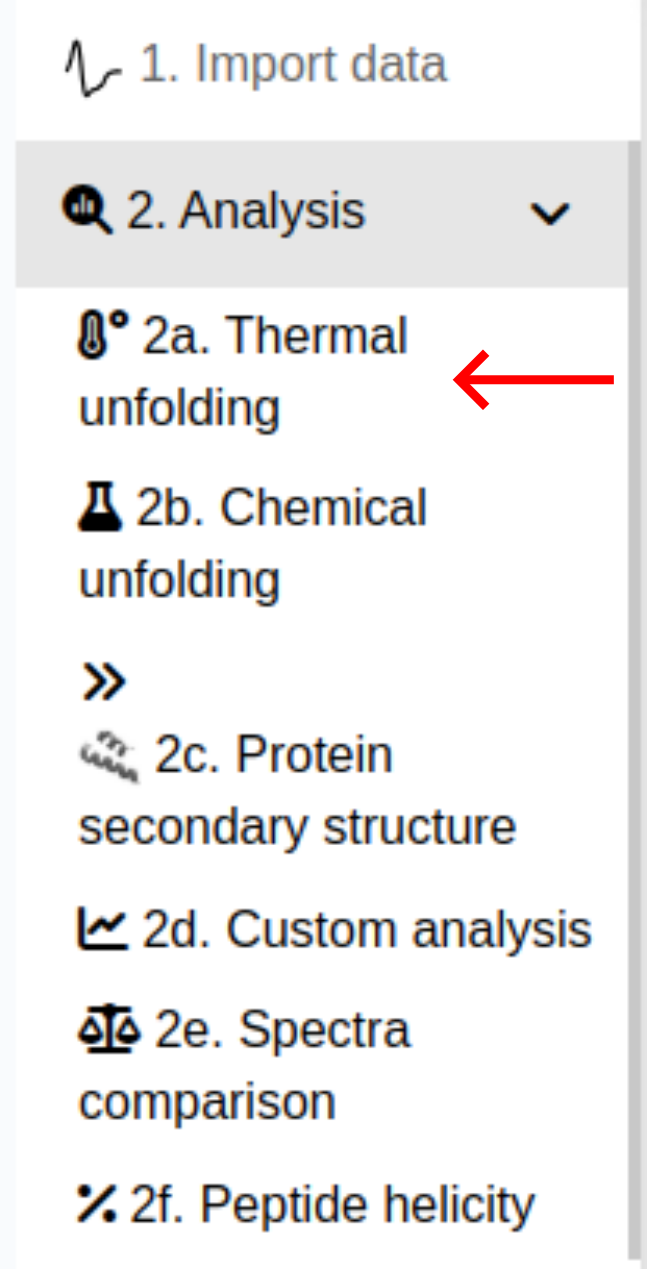 1. Import data
2. Analysis
2a. Thermal
unfolding
2b. Chemical
unfolding
2c. Protein
secondary structure
2d. Custom analysis
2e. Spectra
comparison
2f. Peptide helicity